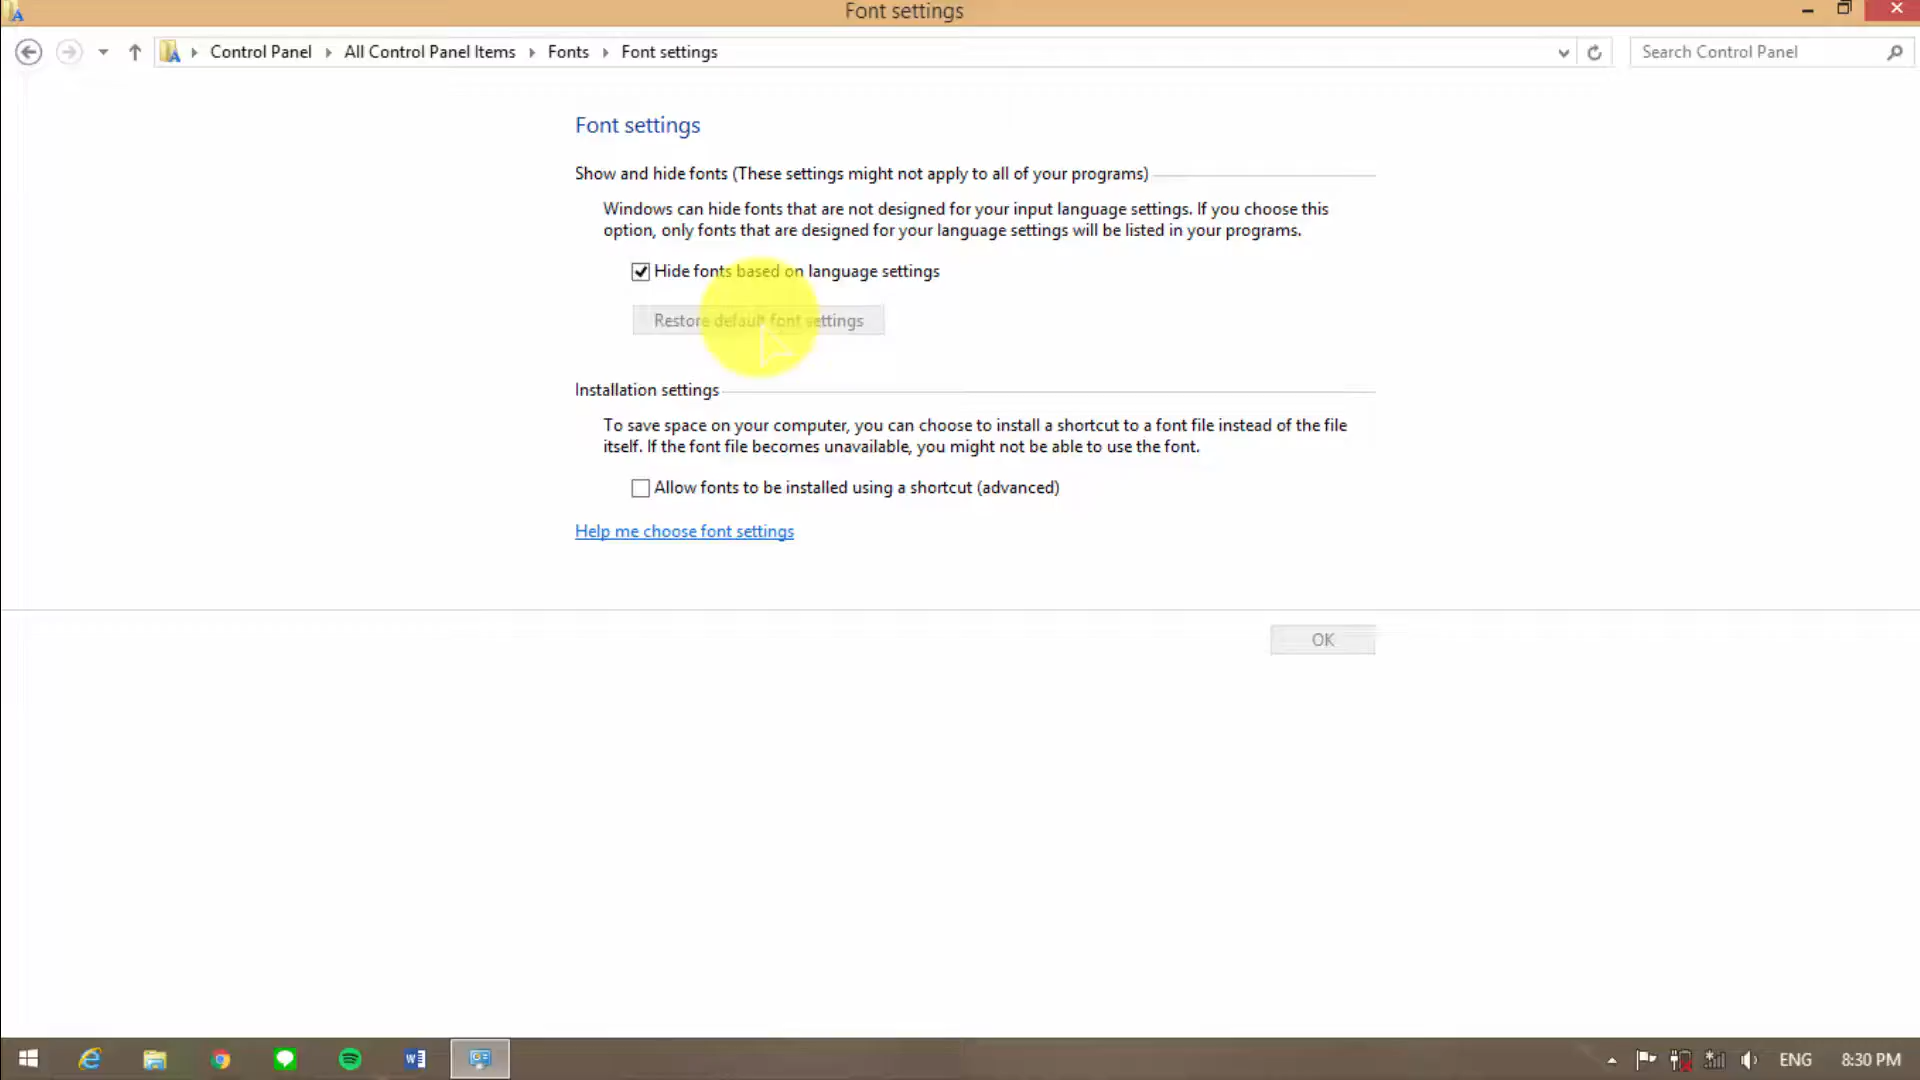 Font settings
Control Panel
All Control Panel Items
Fonts
Font settings
Search Control Panel
Font settings
Show and hide fonts (These settings might not apply to all of your programs)
Windows can hide fonts that are not designed for your input language settings. If you choose this
option, only fonts that are designed for your language settings will be listed in your programs.
Hide fonts based on language settings
Restore default font settings
Installation settings
To save space on your computer, you can choose to install a shortcut to a font file instead of the file
itself. If the font file becomes unavailable, you might not be able to use the font.
Allow fonts to be installed using a shortcut (advanced)
Help me choose font settings
OK
ENG
8:30 PM